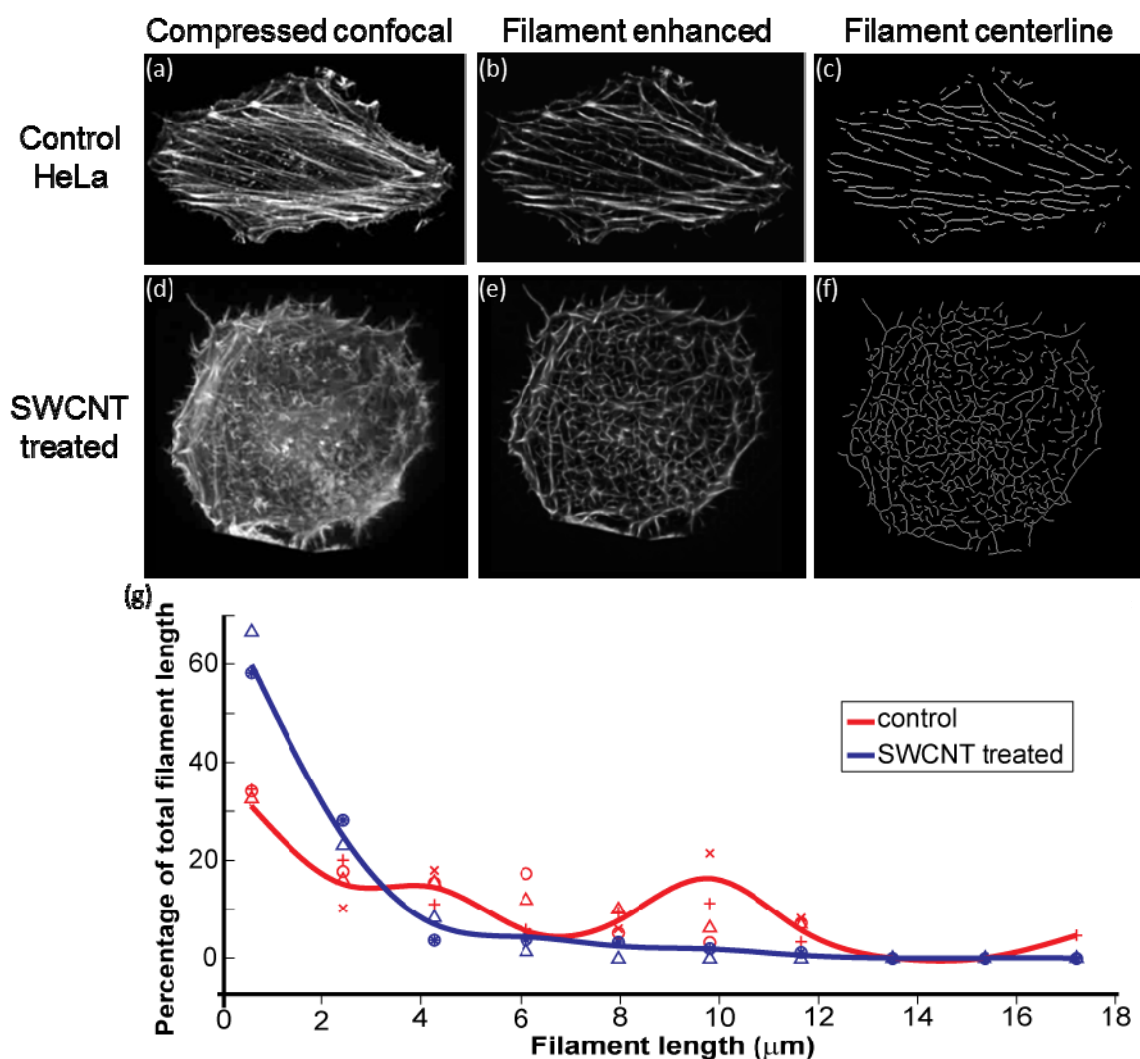 Compressed confocal Filament enhanced Filament centerline
(a) (b) (c)
Control
HeLa
(d) (e) (f)
SWCNT
treated
(g)
Percentage of total filament length
60
40
20
0
control
SWCNT treated
0 2 4 6 8 10 12 14 16 18
Filament length (μm)